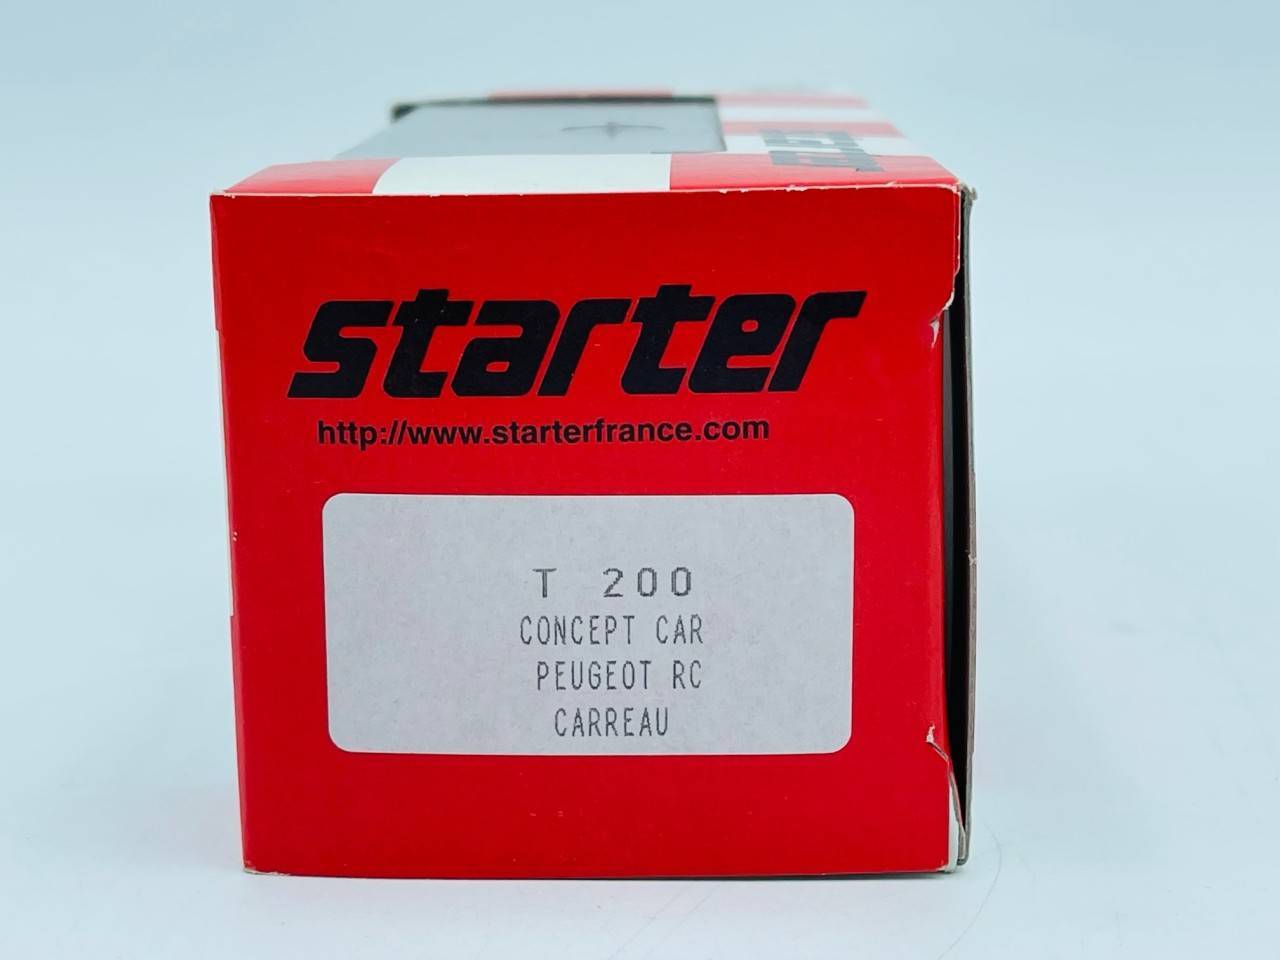 starter
http://www.starterfrance.com
T 200
CONCEPT CAR
PEUGEOT RC
CARREAU